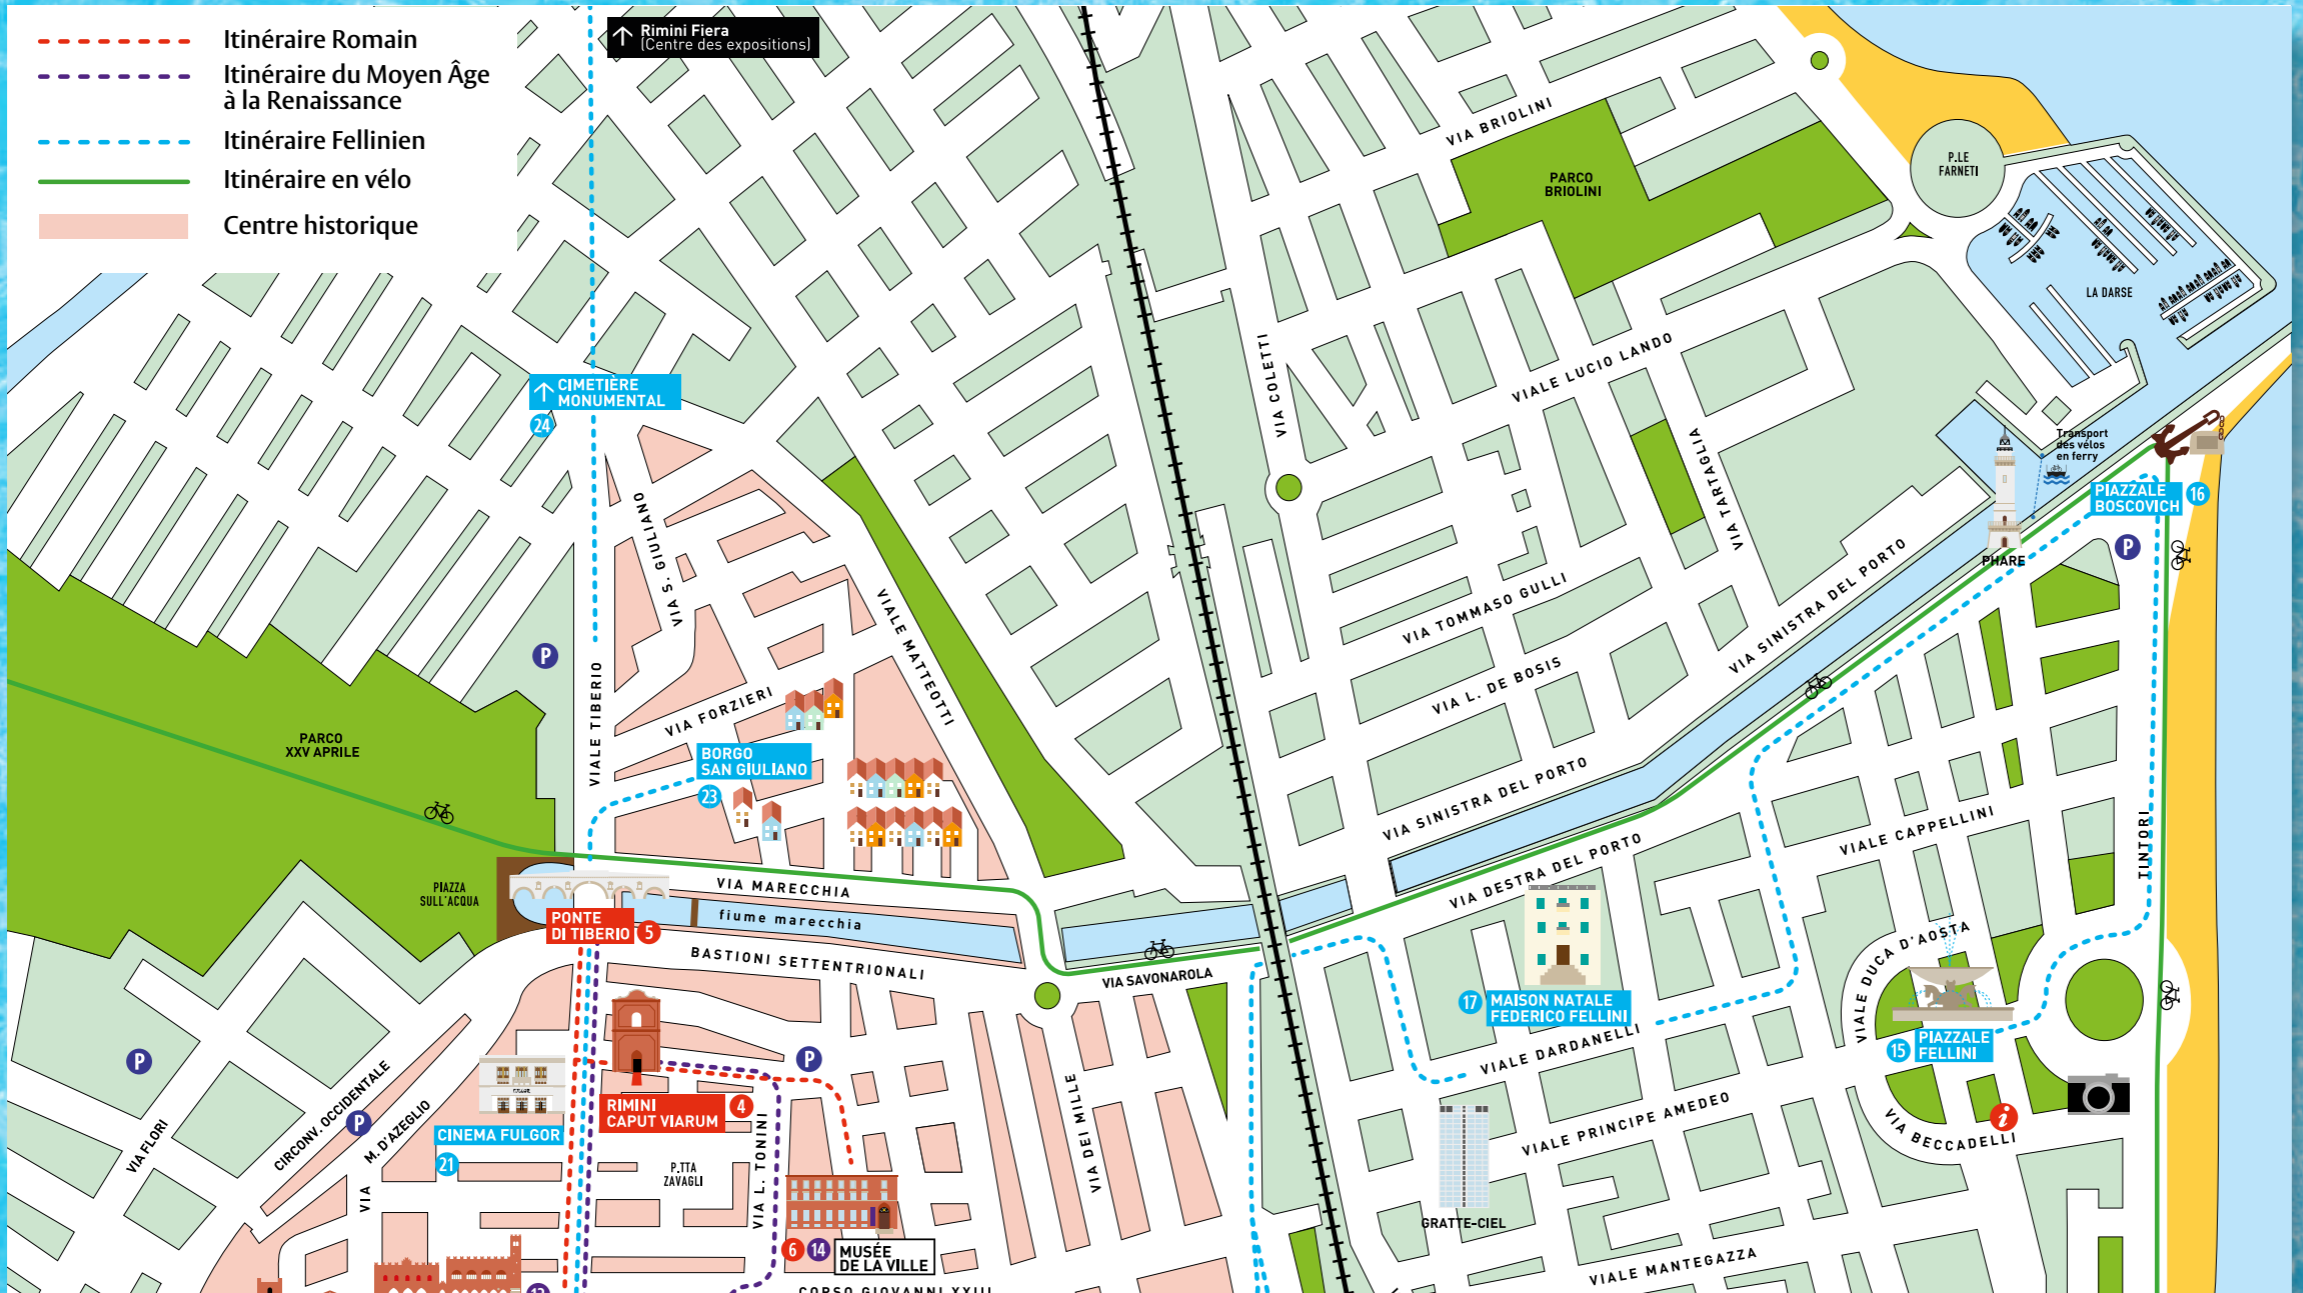 Itinéraire Romain
Itinéraire du Moyen Âge
à la Renaissance
Itinéraire Fellinien
Itinéraire en vélo
Centre historique
Rimini Fiera
(Centre des expositions)
VIA BRIOLINI
PARCO
BRIOLINI
P.LE
FARNETI
LA DARSE
VIA COLETTI
VIALE LUCIO LANDO
CIMETIÈRE
MONUMENTAL
24
VIA TARTAGLIA
Transport
des vélos
en ferry
PIAZZALE
BOSCOVICH
16
VIA S. GIULIANO
PHARE
P
VIALE MATTEOTTI
VIA TOMMASO GULLI
VIA SINISTRA DEL PORTO
P
VIALE TIBERIO
VIA FORZIERI
VIA L. DE BOSIS
PARCO
XXV APRILE
BORGO
SAN GIULIANO
23
VIA SINISTRA DEL PORTO
VIALE CAPPELLINI
TINTORI
VIA DESTRA DEL PORTO
PIAZZA
SULL'ACQUA
VIA MARECCHIA
fiume marecchia
PONTE
DI TIBERIO
5
BASTIONI SETTENTRIONALI
VIA SAVONAROLA
VIALE DUCA D'AOSTA
17
MAISON NATALE
FEDERICO FELLINI
VIALE DARDANELLI
15
PIAZZALE
FELLINI
P
P
P
CIRCONV. OCCIDENTALE
M. D'AZEGLIO
VIA
VIA FLORI
RIMINI
CAPUT VIARUM
4
CINEMA FULGOR
21
P.TTA
ZAVAGLI
VIA L. TONINI
VIA DEI MILLE
VIALE PRINCIPE AMEDEO
i
VIA BECCADELLI
GRATTE-CIEL
6
14
MUSÉE
DE LA VILLE
VIALE MANTEGAZZA
CORSO GIOVANNI XXIII